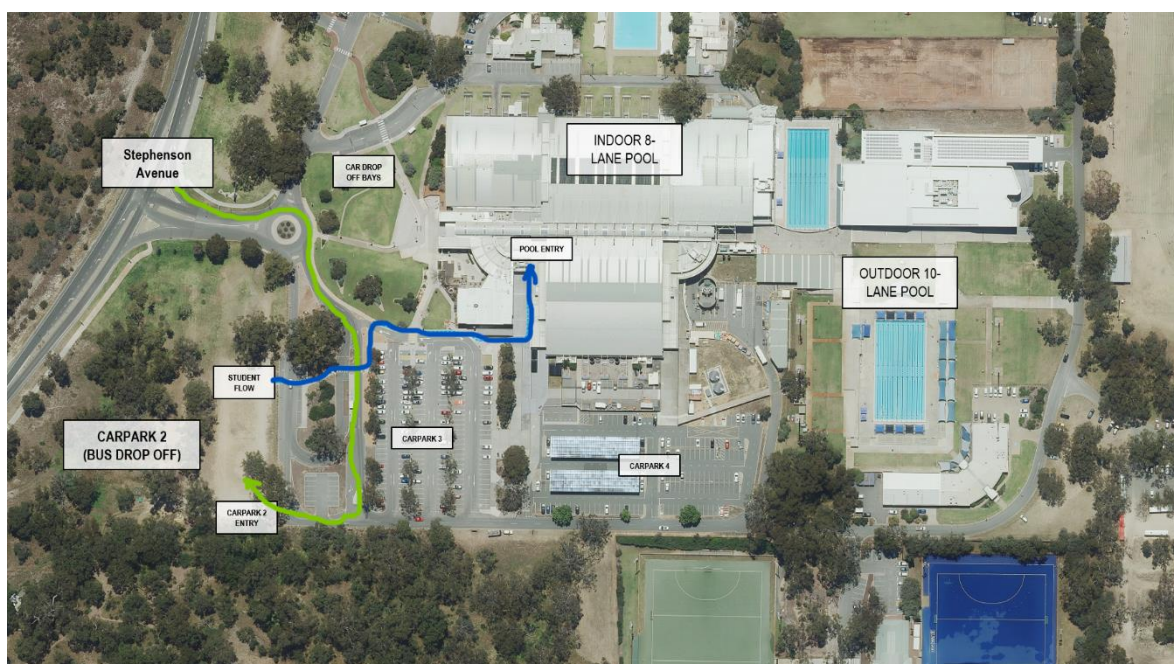 INDOOR 8-
LANE POOL
Stephenson
Avenue
CAR DROP
OFF BAYS
POOL ENTRY
OUTDOOR 10-
LANE POOL
STUDENT
FLOW
CARPARK 2
(BUS DROP OFF)
CARPARK 3
CARPARK 4
CARPARK 2
ENTRY